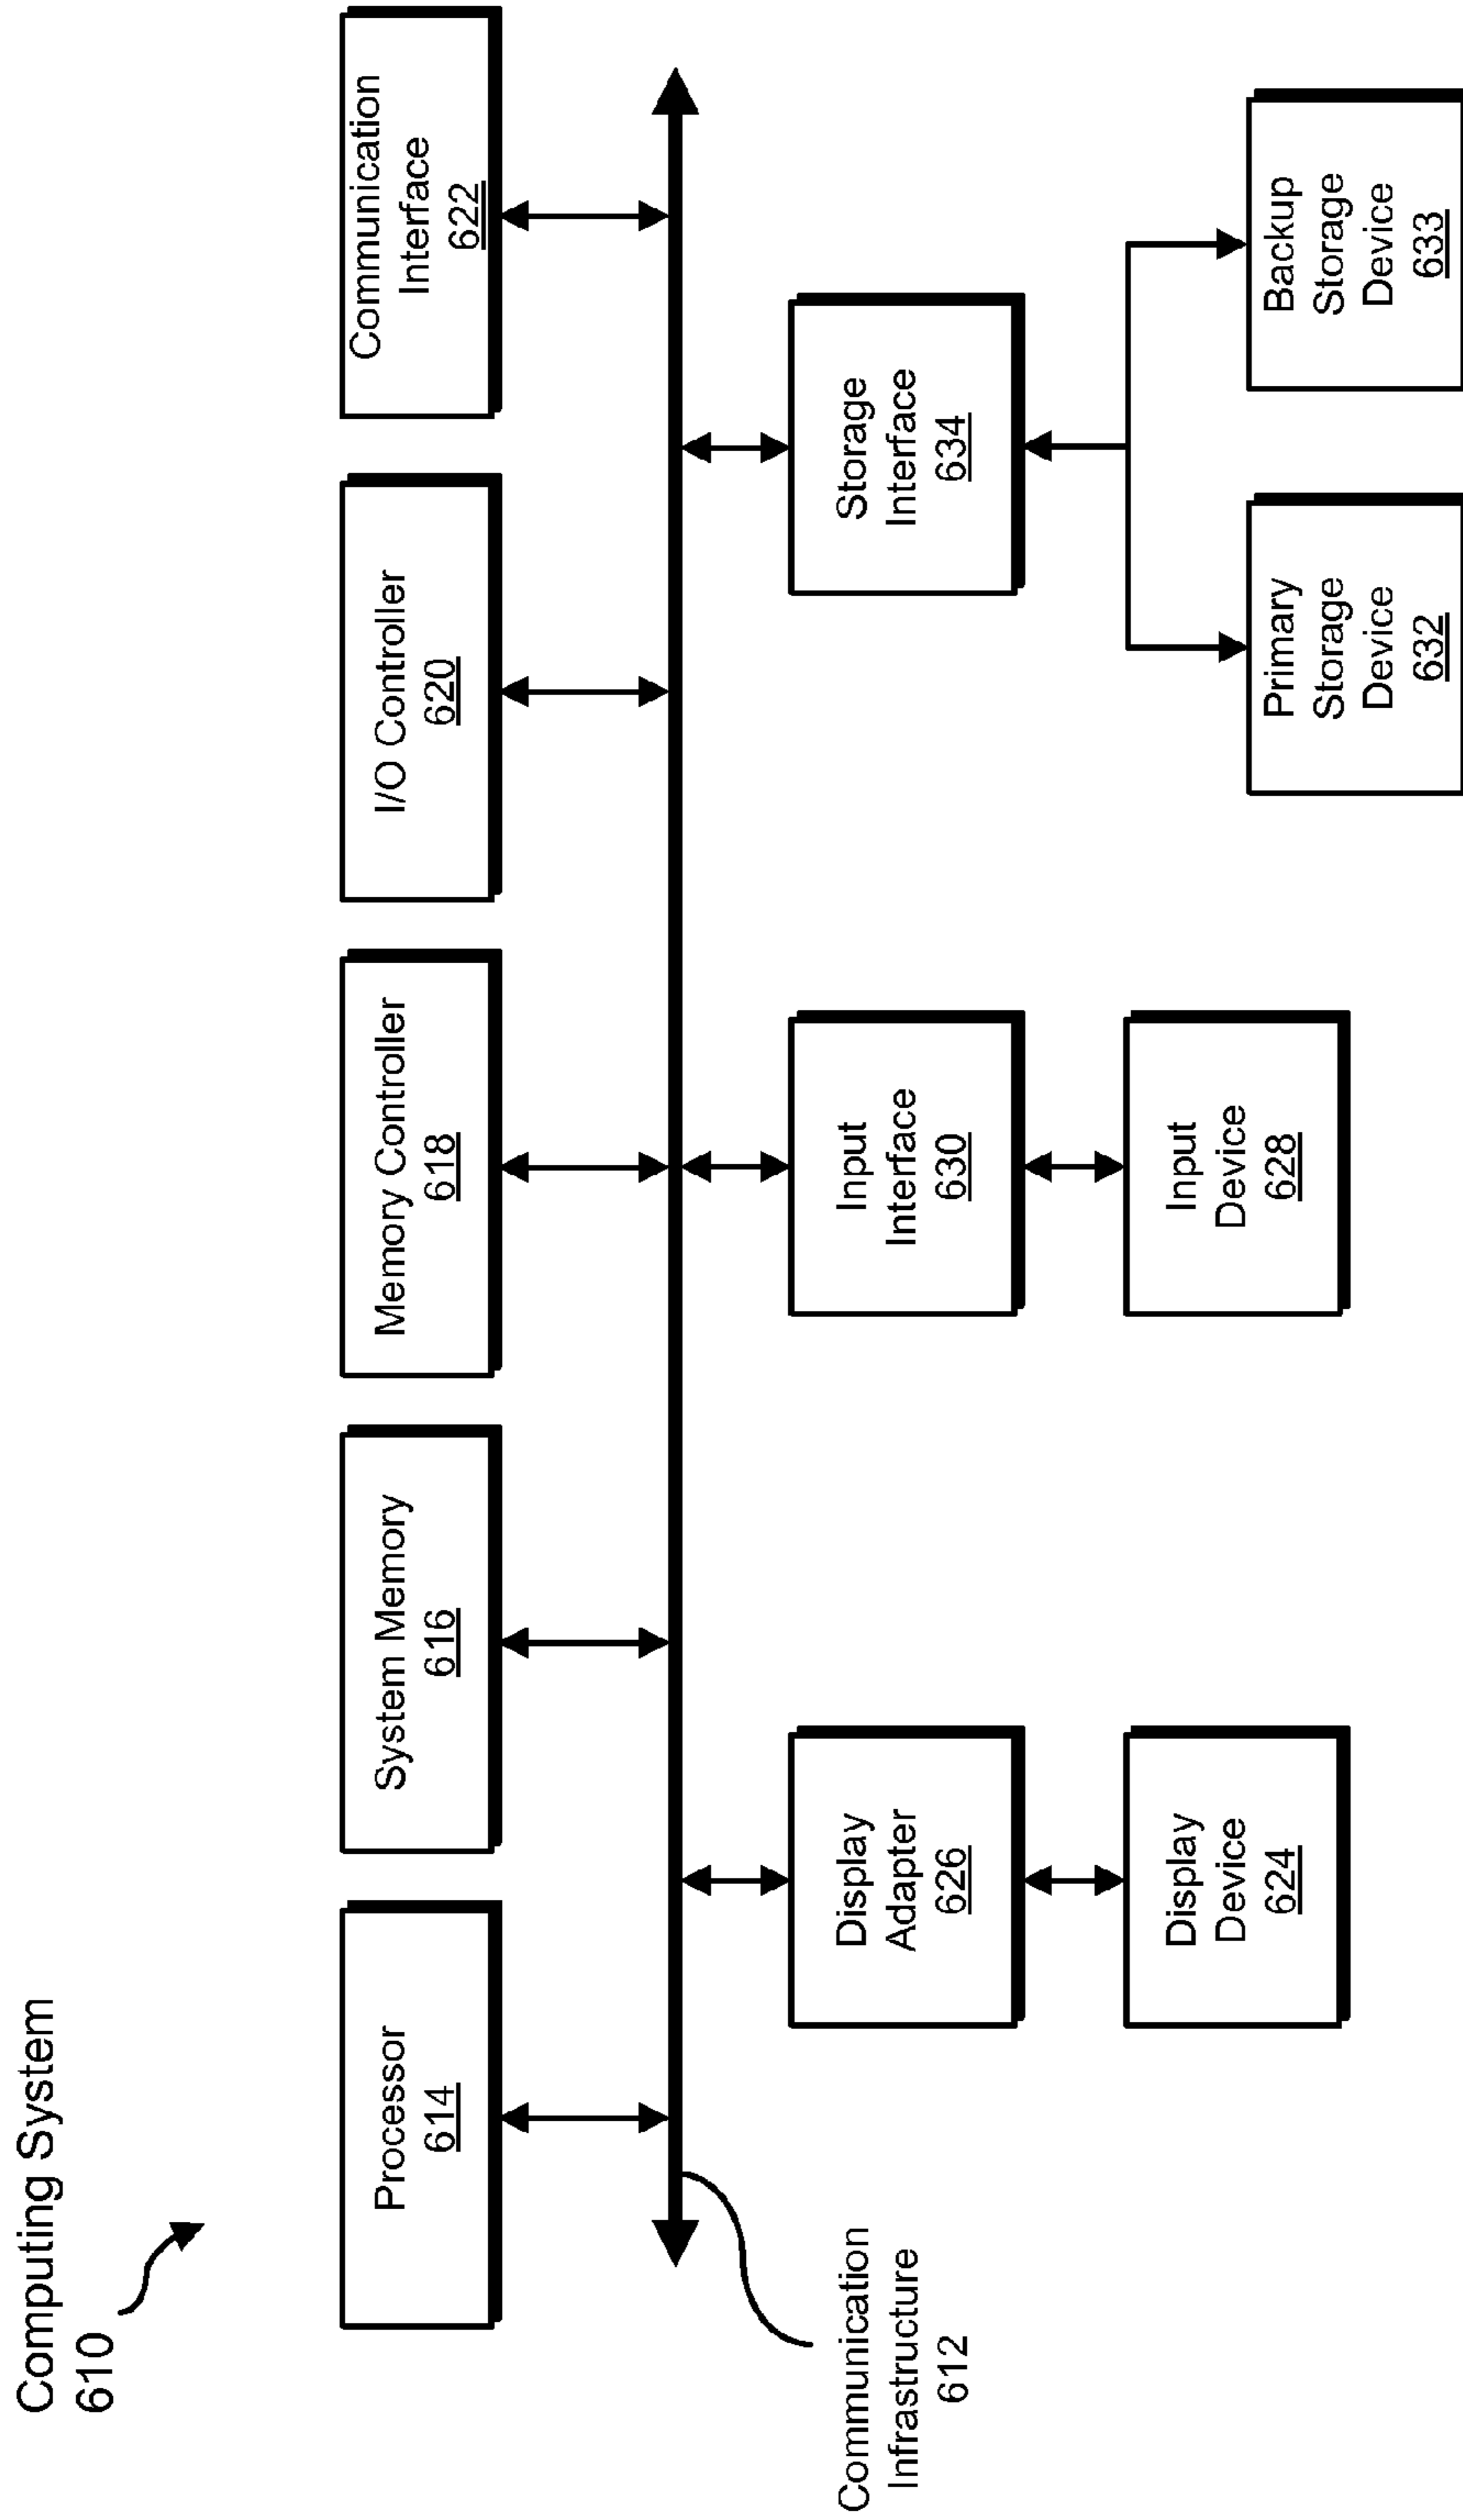 Computing System
610
Processor
614
System Memory
616
Memory Controller
618
I/O Controller
620
Communication
Interface
622
Communication
Infrastructure
612
Display
Adapter
626
Input
Interface
630
Storage
Interface
634
Display
Device
624
Input
Device
628
Primary
Storage
Device
632
Backup
Storage
Device
633